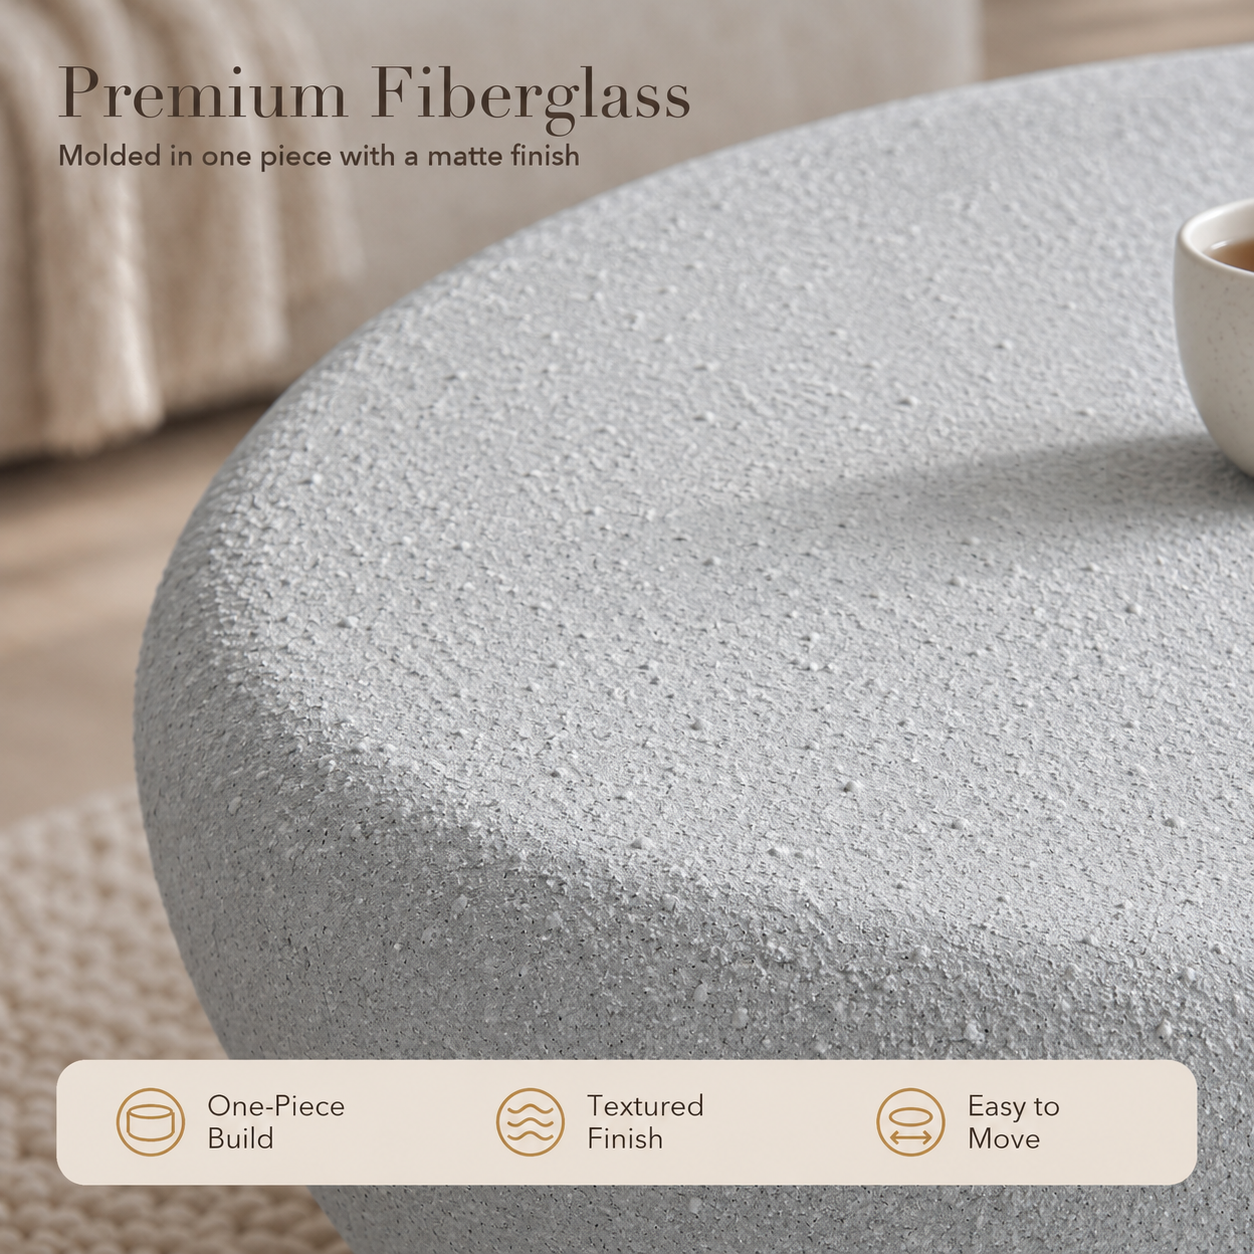 Premium Fiberglass
Molded in one piece with a matte finish
One-Piece
Build
Textured
Finish
Easy to
Move